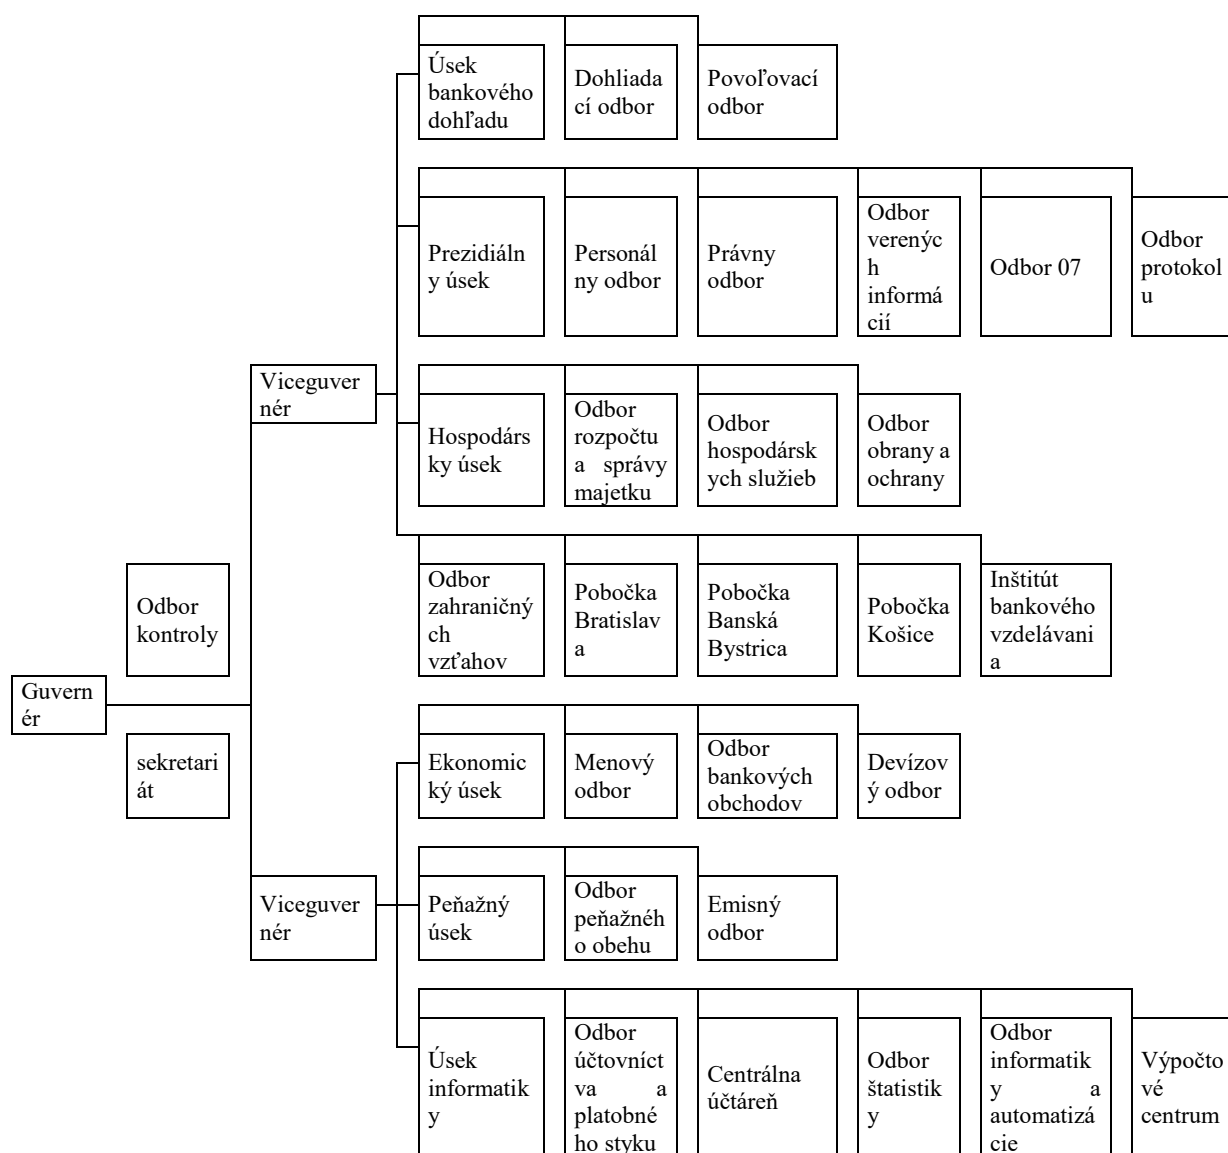 Úsek
bankového
dohľadu
Dohliada
cí odbor
Povoľovací
odbor
Prezidiáln
y úsek
Personál
ny odbor
Právny
odbor
Odbor
verenýc
h
informá
cií
Odbor 07
Odbor
protokol
u
Viceguver
nér
Hospodárs
ky úsek
Odbor
rozpočtu
a správy
majetku
Odbor
hospodársk
ych služieb
Odbor
obrany a
ochrany
Odbor
kontroly
Odbor
zahraničný
ch
vzťahov
Pobočka
Bratislav
a
Pobočka
Banská
Bystrica
Pobočka
Košice
Inštitút
bankového
vzdelávani
a
Guvern
ér
sekretari
át
Ekonomic
ký úsek
Menový
odbor
Odbor
bankových
obchodov
Devízov
ý odbor
Viceguver
nér
Peňažný
úsek
Odbor
peňažnéh
o obehu
Emisný
odbor
Úsek
informatik
y
Odbor
účtovníct
va a
platobné
ho styku
Centrálna
účtáreň
Odbor
štatistik
y
Odbor
informatik
y a
automatizá
cie
Výpočto
vé
centrum